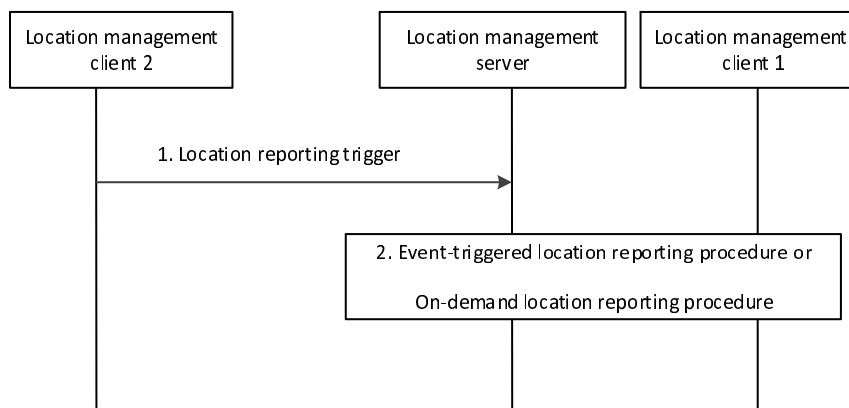 Location management
client 2
Location management
server
Location management
client 1
1. Location reporting trigger
2. Event-triggered location reporting procedure or
On-demand location reporting procedure